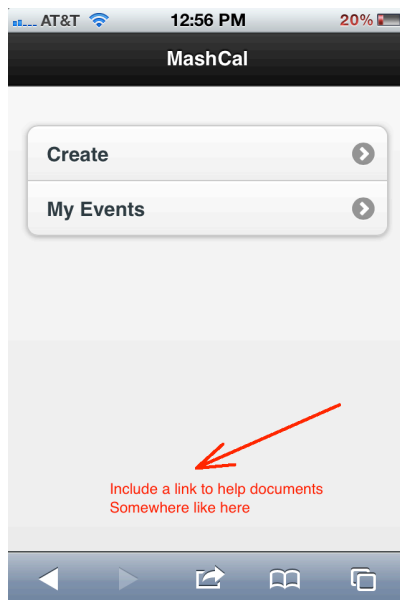 AT&T 12:56 PM 20%
MashCal
Create
My Events
Include a link to help documents
Somewhere like here